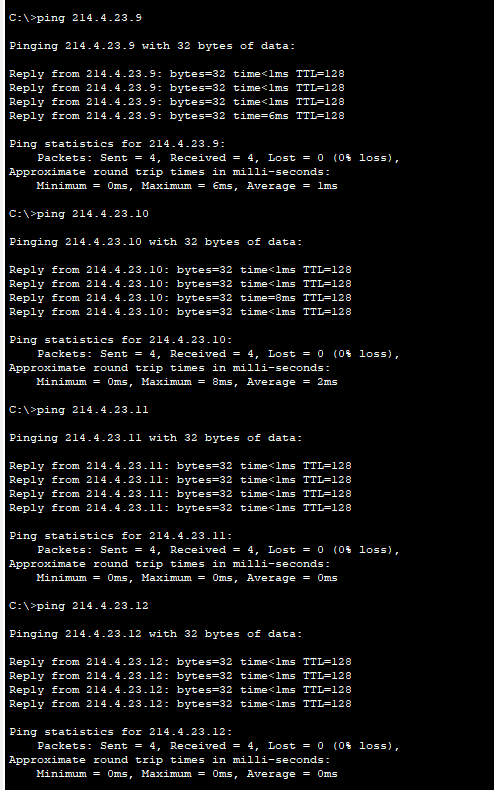 C:\>ping 214.4.23.9
Pinging 214.4.23.9 with 32 bytes of data:
Reply from 214.4.23.9: bytes=32 time<1ms TTL=128
Reply from 214.4.23.9: bytes=32 time<1ms TTL=128
Reply from 214.4.23.9: bytes=32 time<1ms TTL=128
Reply from 214.4.23.9: bytes=32 time=6ms TTL=128
Ping statistics for 214.4.23.9:
    Packets: Sent = 4, Received = 4, Lost = 0 (0% loss),
Approximate round trip times in milli-seconds:
    Minimum = 0ms, Maximum = 6ms, Average = 1ms
C:\>ping 214.4.23.10
Pinging 214.4.23.10 with 32 bytes of data:
Reply from 214.4.23.10: bytes=32 time<1ms TTL=128
Reply from 214.4.23.10: bytes=32 time<1ms TTL=128
Reply from 214.4.23.10: bytes=32 time=8ms TTL=128
Reply from 214.4.23.10: bytes=32 time<1ms TTL=128
Ping statistics for 214.4.23.10:
    Packets: Sent = 4, Received = 4, Lost = 0 (0% loss),
Approximate round trip times in milli-seconds:
    Minimum = 0ms, Maximum = 8ms, Average = 2ms
C:\>ping 214.4.23.11
Pinging 214.4.23.11 with 32 bytes of data:
Reply from 214.4.23.11: bytes=32 time<1ms TTL=128
Reply from 214.4.23.11: bytes=32 time<1ms TTL=128
Reply from 214.4.23.11: bytes=32 time<1ms TTL=128
Reply from 214.4.23.11: bytes=32 time<1ms TTL=128
Ping statistics for 214.4.23.11:
    Packets: Sent = 4, Received = 4, Lost = 0 (0% loss),
Approximate round trip times in milli-seconds:
    Minimum = 0ms, Maximum = 0ms, Average = 0ms
C:\>ping 214.4.23.12
Pinging 214.4.23.12 with 32 bytes of data:
Reply from 214.4.23.12: bytes=32 time<1ms TTL=128
Reply from 214.4.23.12: bytes=32 time<1ms TTL=128
Reply from 214.4.23.12: bytes=32 time<1ms TTL=128
Reply from 214.4.23.12: bytes=32 time<1ms TTL=128
Ping statistics for 214.4.23.12:
    Packets: Sent = 4, Received = 4, Lost = 0 (0% loss),
Approximate round trip times in milli-seconds:
    Minimum = 0ms, Maximum = 0ms, Average = 0ms